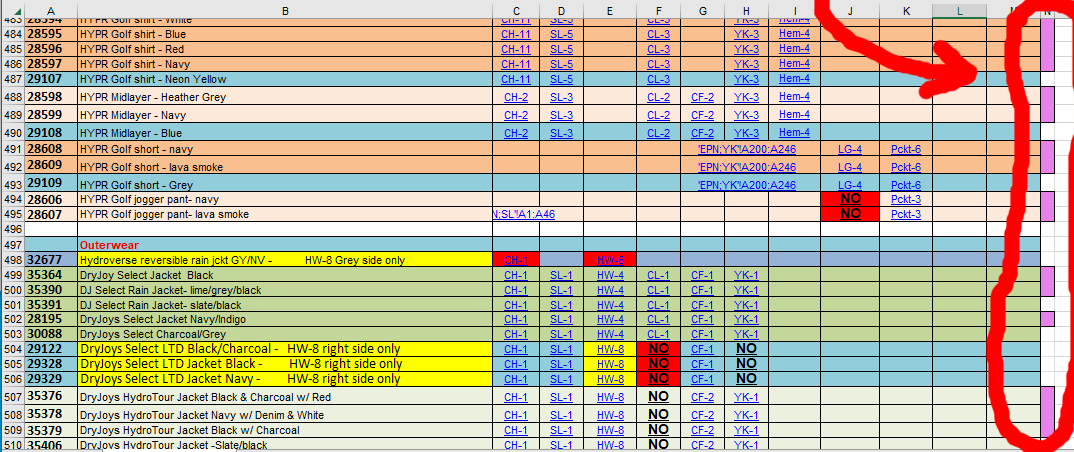 A B C D E F G H I J K L M N
483 28594 HYPR Golf shirt - White CH-11 SL-5 CL-3 YK-3 Hem-4
484 28595 HYPR Golf shirt - Blue CH-11 SL-5 CL-3 YK-3 Hem-4
485 28596 HYPR Golf shirt - Red CH-11 SL-5 CL-3 YK-3 Hem-4
486 28597 HYPR Golf shirt - Navy CH-11 SL-5 CL-3 YK-3 Hem-4
487 29107 HYPR Golf shirt - Neon Yellow CH-11 SL-5 CL-3 YK-3 Hem-4
488 28598 HYPR Midlayer - Heather Grey CH-2 SL-3 CL-2 CF-2 YK-3 Hem-4
489 28599 HYPR Midlayer - Navy CH-2 SL-3 CL-2 CF-2 YK-3 Hem-4
490 29108 HYPR Midlayer - Blue CH-2 SL-3 CL-2 CF-2 YK-3 Hem-4
491 28608 HYPR Golf short - navy 'EPN;YK'!A200:A246 LG-4 Pckt-6
492 28609 HYPR Golf short - lava smoke 'EPN;YK'!A200:A246 LG-4 Pckt-6
493 29109 HYPR Golf short - Grey 'EPN;YK'!A200:A246 LG-4 Pckt-6
494 28606 HYPR Golf jogger pant- navy NO Pckt-3
495 28607 HYPR Golf jogger pant- lava smoke N;SL'!A1:A46 NO Pckt-3
496
497 Outerwear
498 32677 Hydroverse reversible rain jckt GY/NV - HW-8 Grey side only CH-1 HW-8
499 35364 DryJoy Select Jacket Black CH-1 SL-1 HW-4 CL-1 CF-1 YK-1
500 35390 DJ Select Rain Jacket- lime/grey/black CH-1 SL-1 HW-4 CL-1 CF-1 YK-1
501 35391 DJ Select Rain Jacket- slate/black CH-1 SL-1 HW-4 CL-1 CF-1 YK-1
502 28195 DryJoys Select Jacket Navy/Indigo CH-1 SL-1 HW-4 CL-1 CF-1 YK-1
503 30088 DryJoys Select Charcoal/Grey CH-1 SL-1 HW-4 CL-1 CF-1 YK-1
504 29122 DryJoys Select LTD Black/Charcoal - HW-8 right side only CH-1 SL-1 HW-8 NO CF-1 NO
505 29328 DryJoys Select LTD Jacket Black - HW-8 right side only CH-1 SL-1 HW-8 NO CF-1 NO
506 29329 DryJoys Select LTD Jacket Navy - HW-8 right side only CH-1 SL-1 HW-8 NO CF-1 NO
507 35376 DryJoys HydroTour Jacket Black & Charcoal w/ Red CH-1 SL-1 HW-8 NO CF-2 YK-1
508 35378 DryJoys HydroTour Jacket Navy w/ Denim & White CH-1 SL-1 HW-8 NO CF-2 YK-1
509 35379 DryJoys HydroTour Jacket Black w/ Charcoal CH-1 SL-1 HW-8 NO CF-2 YK-1
510 35406 DryJoys HydroTour Jacket -Slate/black CH-1 SL-1 HW-8 NO CF-2 YK-1